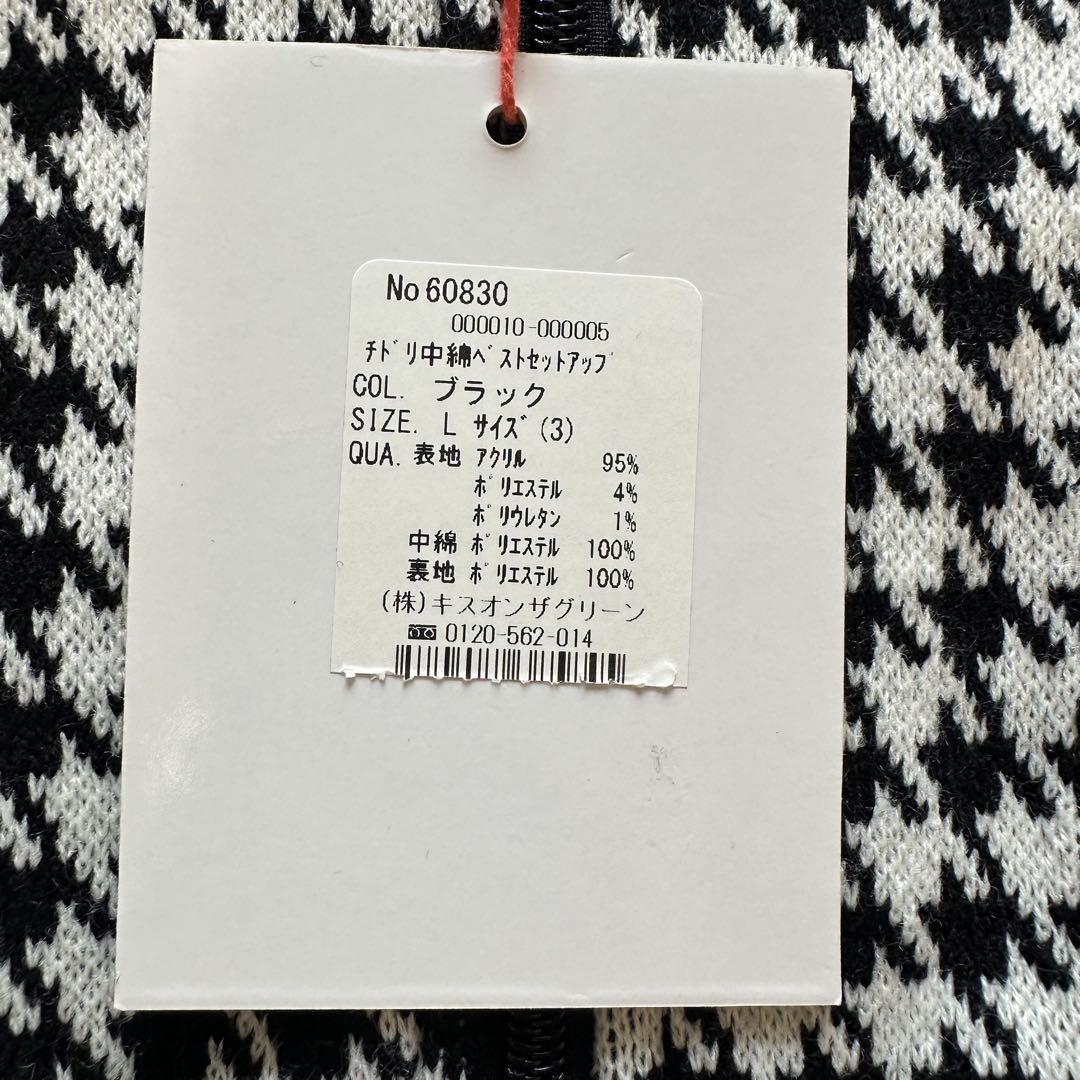 No 60830
000010-000005
ﾁﾄﾞﾘ中綿ﾍﾞｽﾄｾｯﾄｱｯﾌﾟ
COL. ブラック
SIZE. L ｻｲｽﾞ(3)
QUA. 表地 ｱｸﾘﾙ 95%
ﾎﾟﾘｴｽﾃﾙ 4%
ﾎﾟﾘｳﾚﾀﾝ 1%
中綿 ﾎﾟﾘｴｽﾃﾙ 100%
裏地 ﾎﾟﾘｴｽﾃﾙ 100%
(株)キスオンザグリーン
0120-562-014